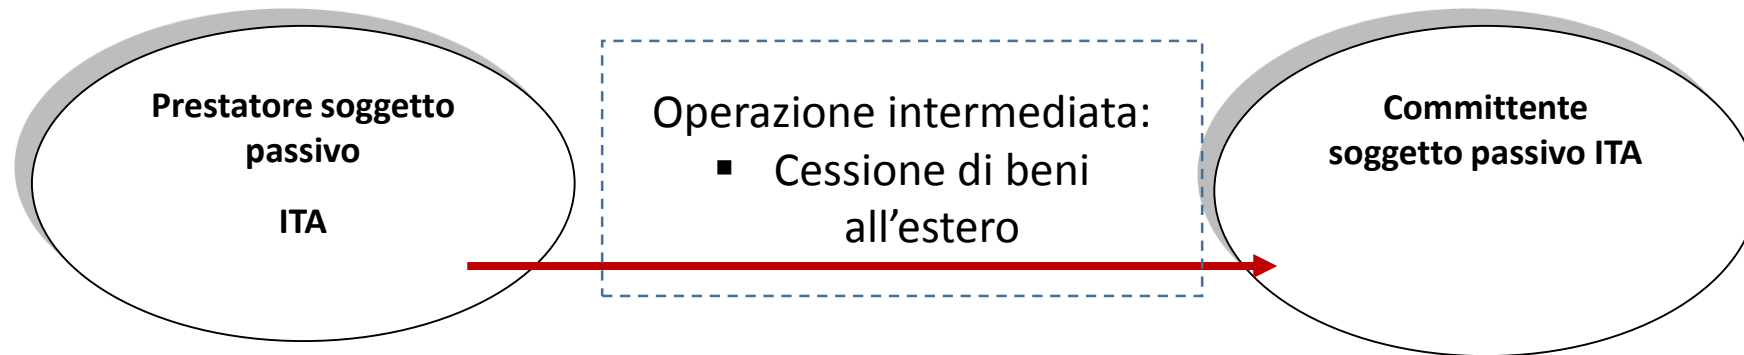 Prestatore soggetto
passivo
ITA
Operazione intermediata:
▪ Cessione di beni
all’estero
Committente
soggetto passivo ITA